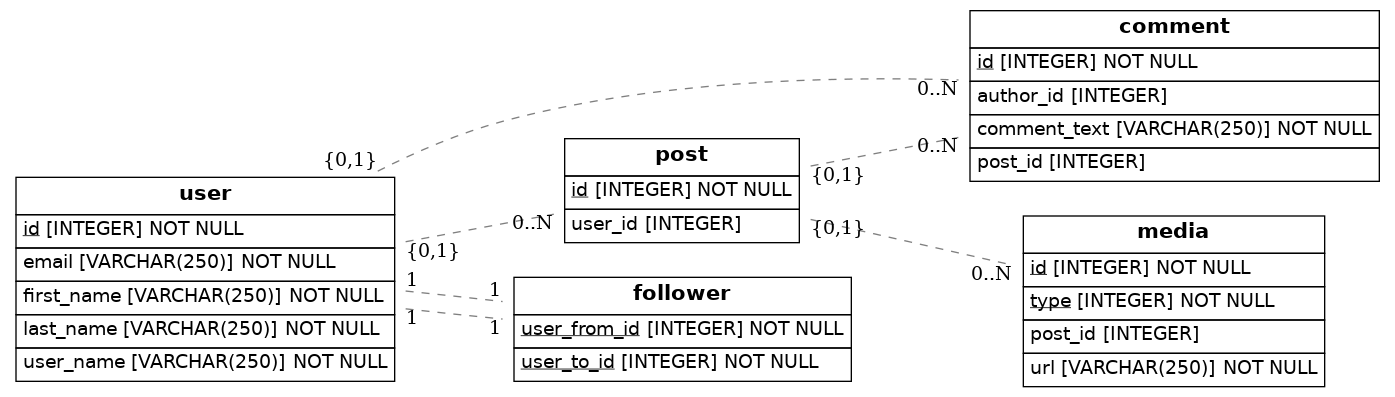 user
id [INTEGER] NOT NULL
email [VARCHAR(250)] NOT NULL
first_name [VARCHAR(250)] NOT NULL
last_name [VARCHAR(250)] NOT NULL
user_name [VARCHAR(250)] NOT NULL
{0,1}
0..N
{0,1}
0..N
1
1
1
1
post
id [INTEGER] NOT NULL
user_id [INTEGER]
{0,1}
0..N
{0,1}
0..N
follower
user_from_id [INTEGER] NOT NULL
user_to_id [INTEGER] NOT NULL
comment
id [INTEGER] NOT NULL
author_id [INTEGER]
comment_text [VARCHAR(250)] NOT NULL
post_id [INTEGER]
media
id [INTEGER] NOT NULL
type [INTEGER] NOT NULL
post_id [INTEGER]
url [VARCHAR(250)] NOT NULL